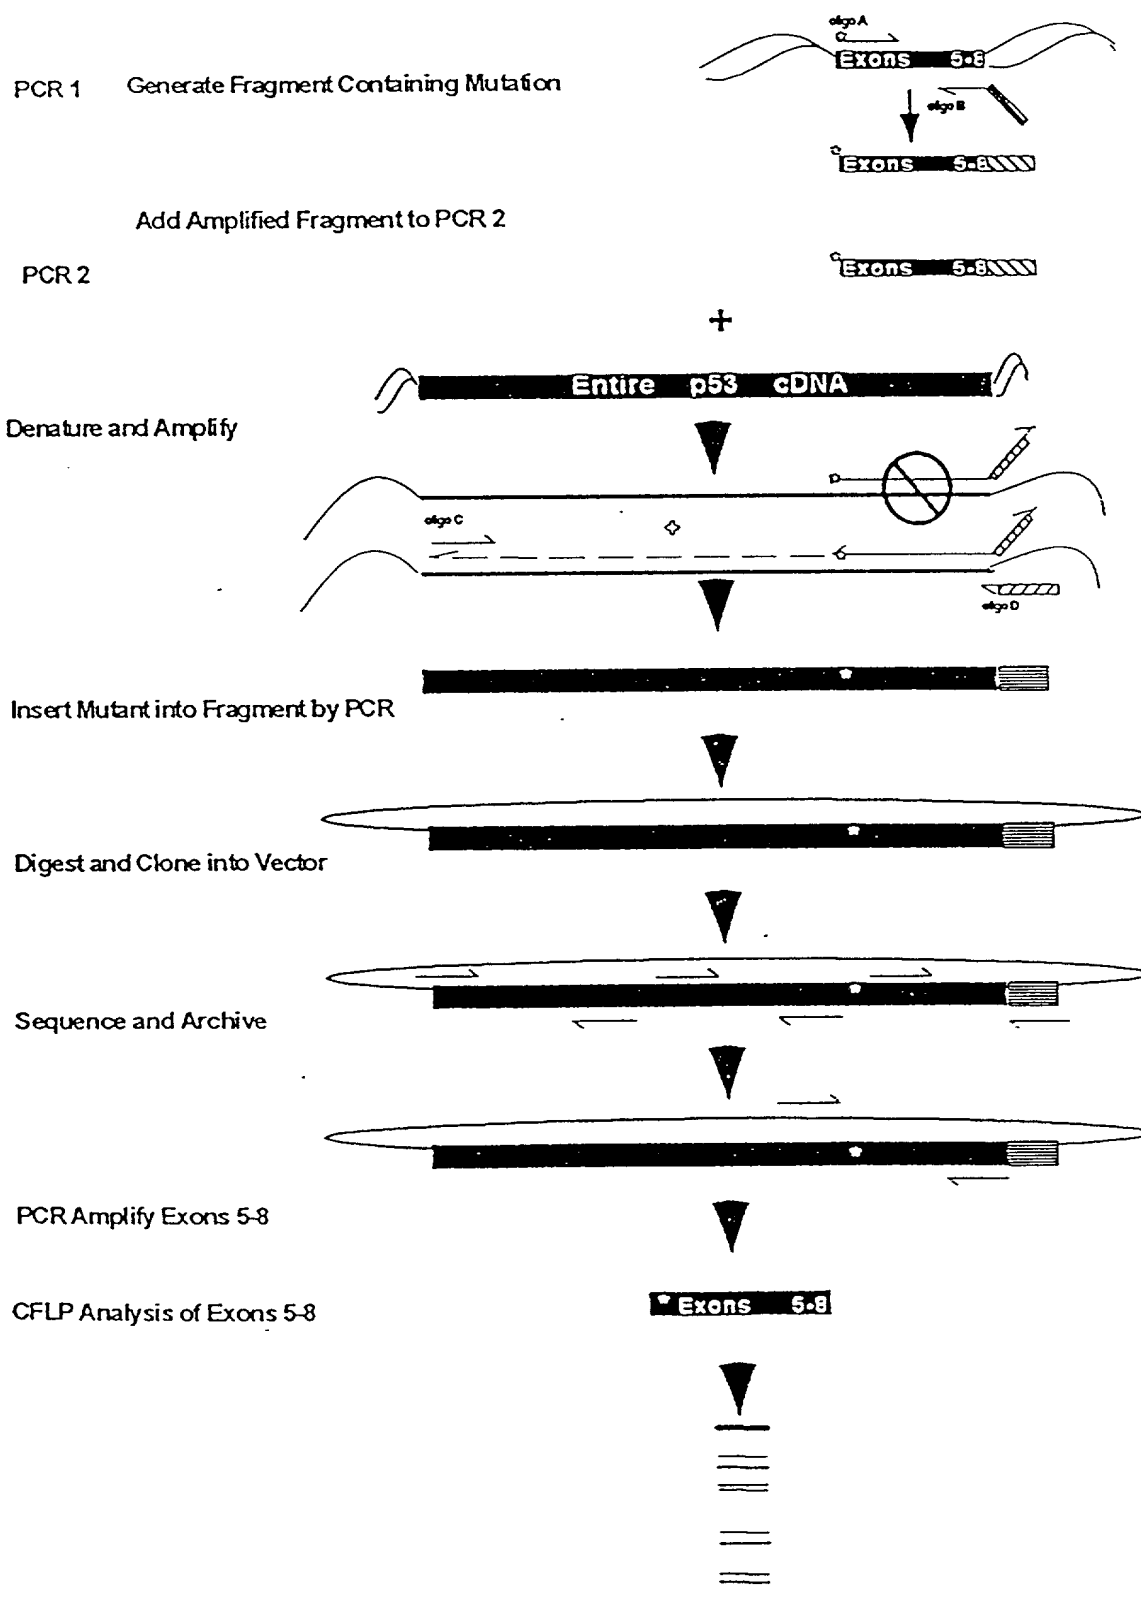 oligo A
Exons 5-8
PCR 1 Generate Fragment Containing Mutation
oligo B
Exons 5-8
Add Amplified Fragment to PCR 2
PCR 2
Exons 5-8
+
Entire p53 cDNA
Denature and Amplify
oligo C
oligo D
Insert Mutant into Fragment by PCR
Digest and Clone into Vector
Sequence and Archive
PCR Amplify Exons 5-8
CFLP Analysis of Exons 5-8
Exons 5-8